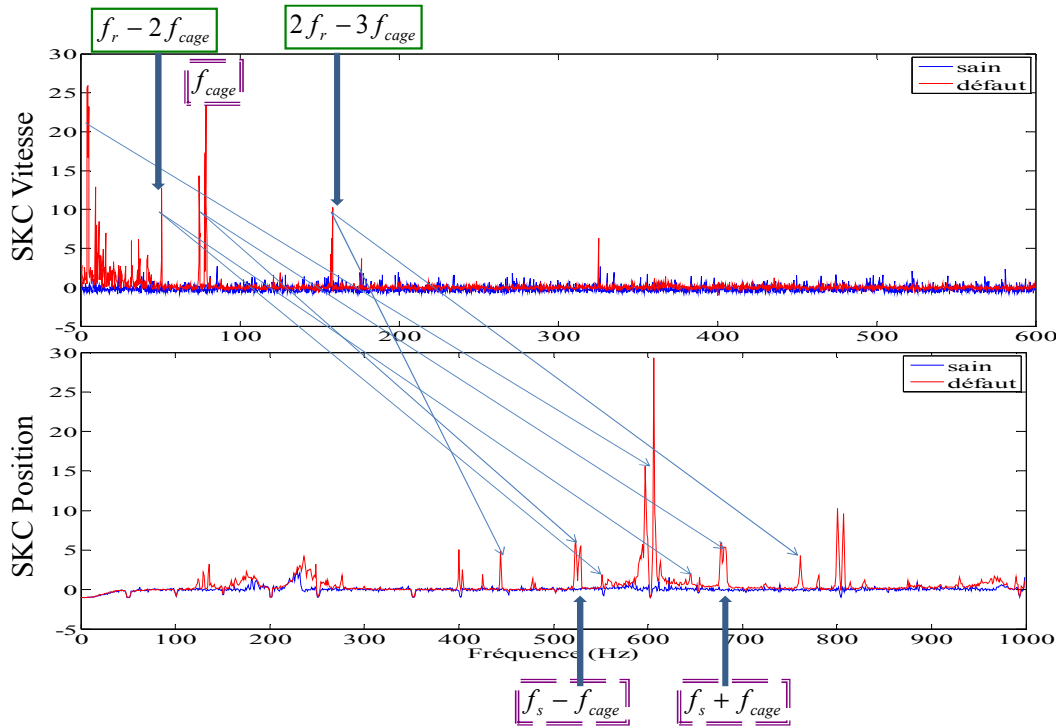 f_r − 2f_cage
2f_r − 3f_cage
f_cage
SKC Vitesse
30
25
20
15
10
5
0
-5
0 100 200 300 400 500 600
sain
défaut
SKC Position
30
25
20
15
10
5
0
-5
0 100 200 300 400 500 600 700 800 900 1000
sain
défaut
Fréquence (Hz)
f_s − f_cage
f_s + f_cage